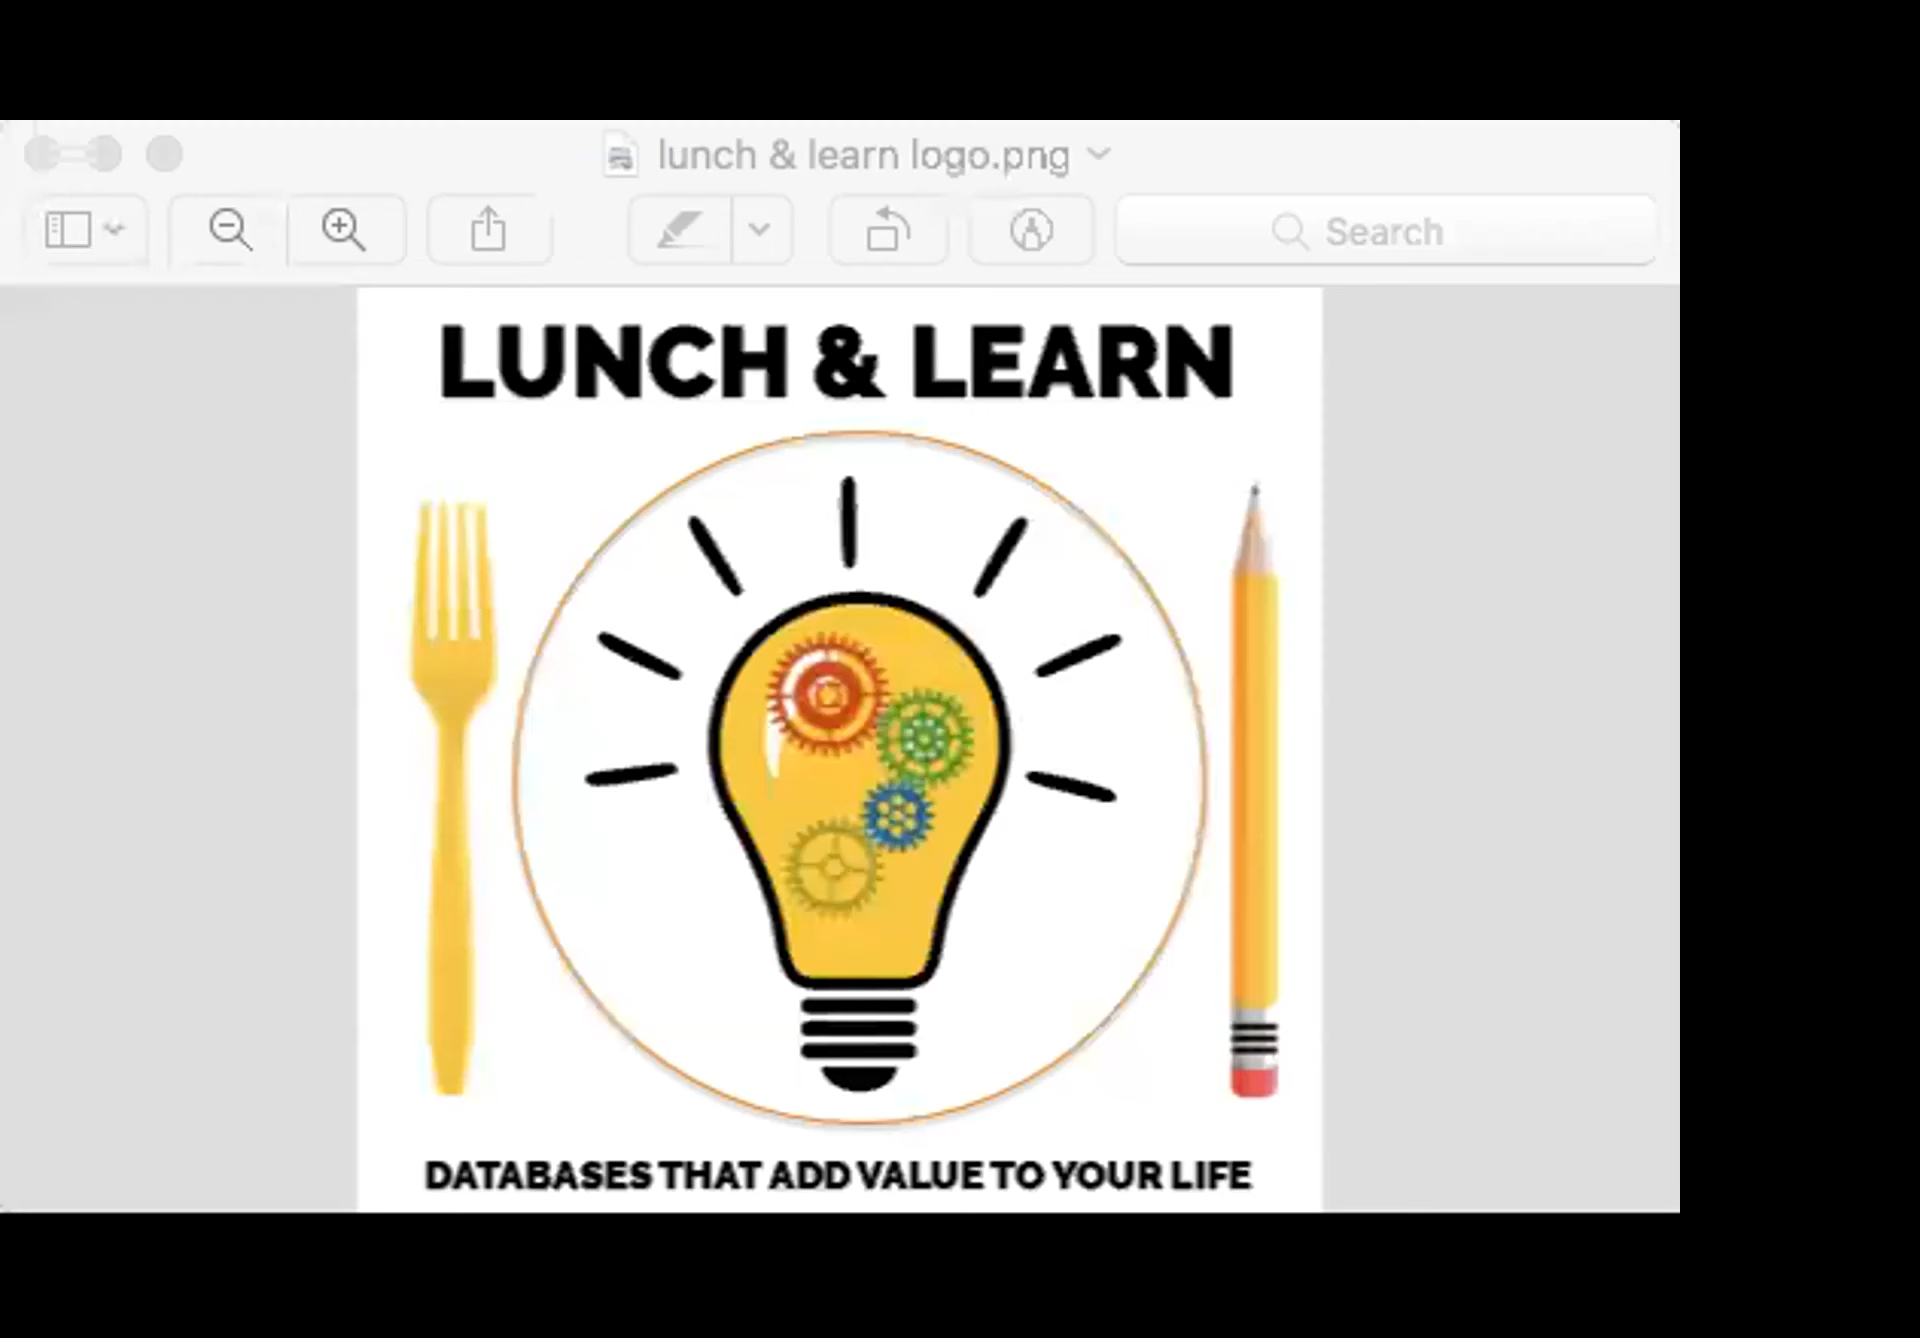 lunch & learn logo.png
Search
LUNCH & LEARN
DATABASES THAT ADD VALUE TO YOUR LIFE